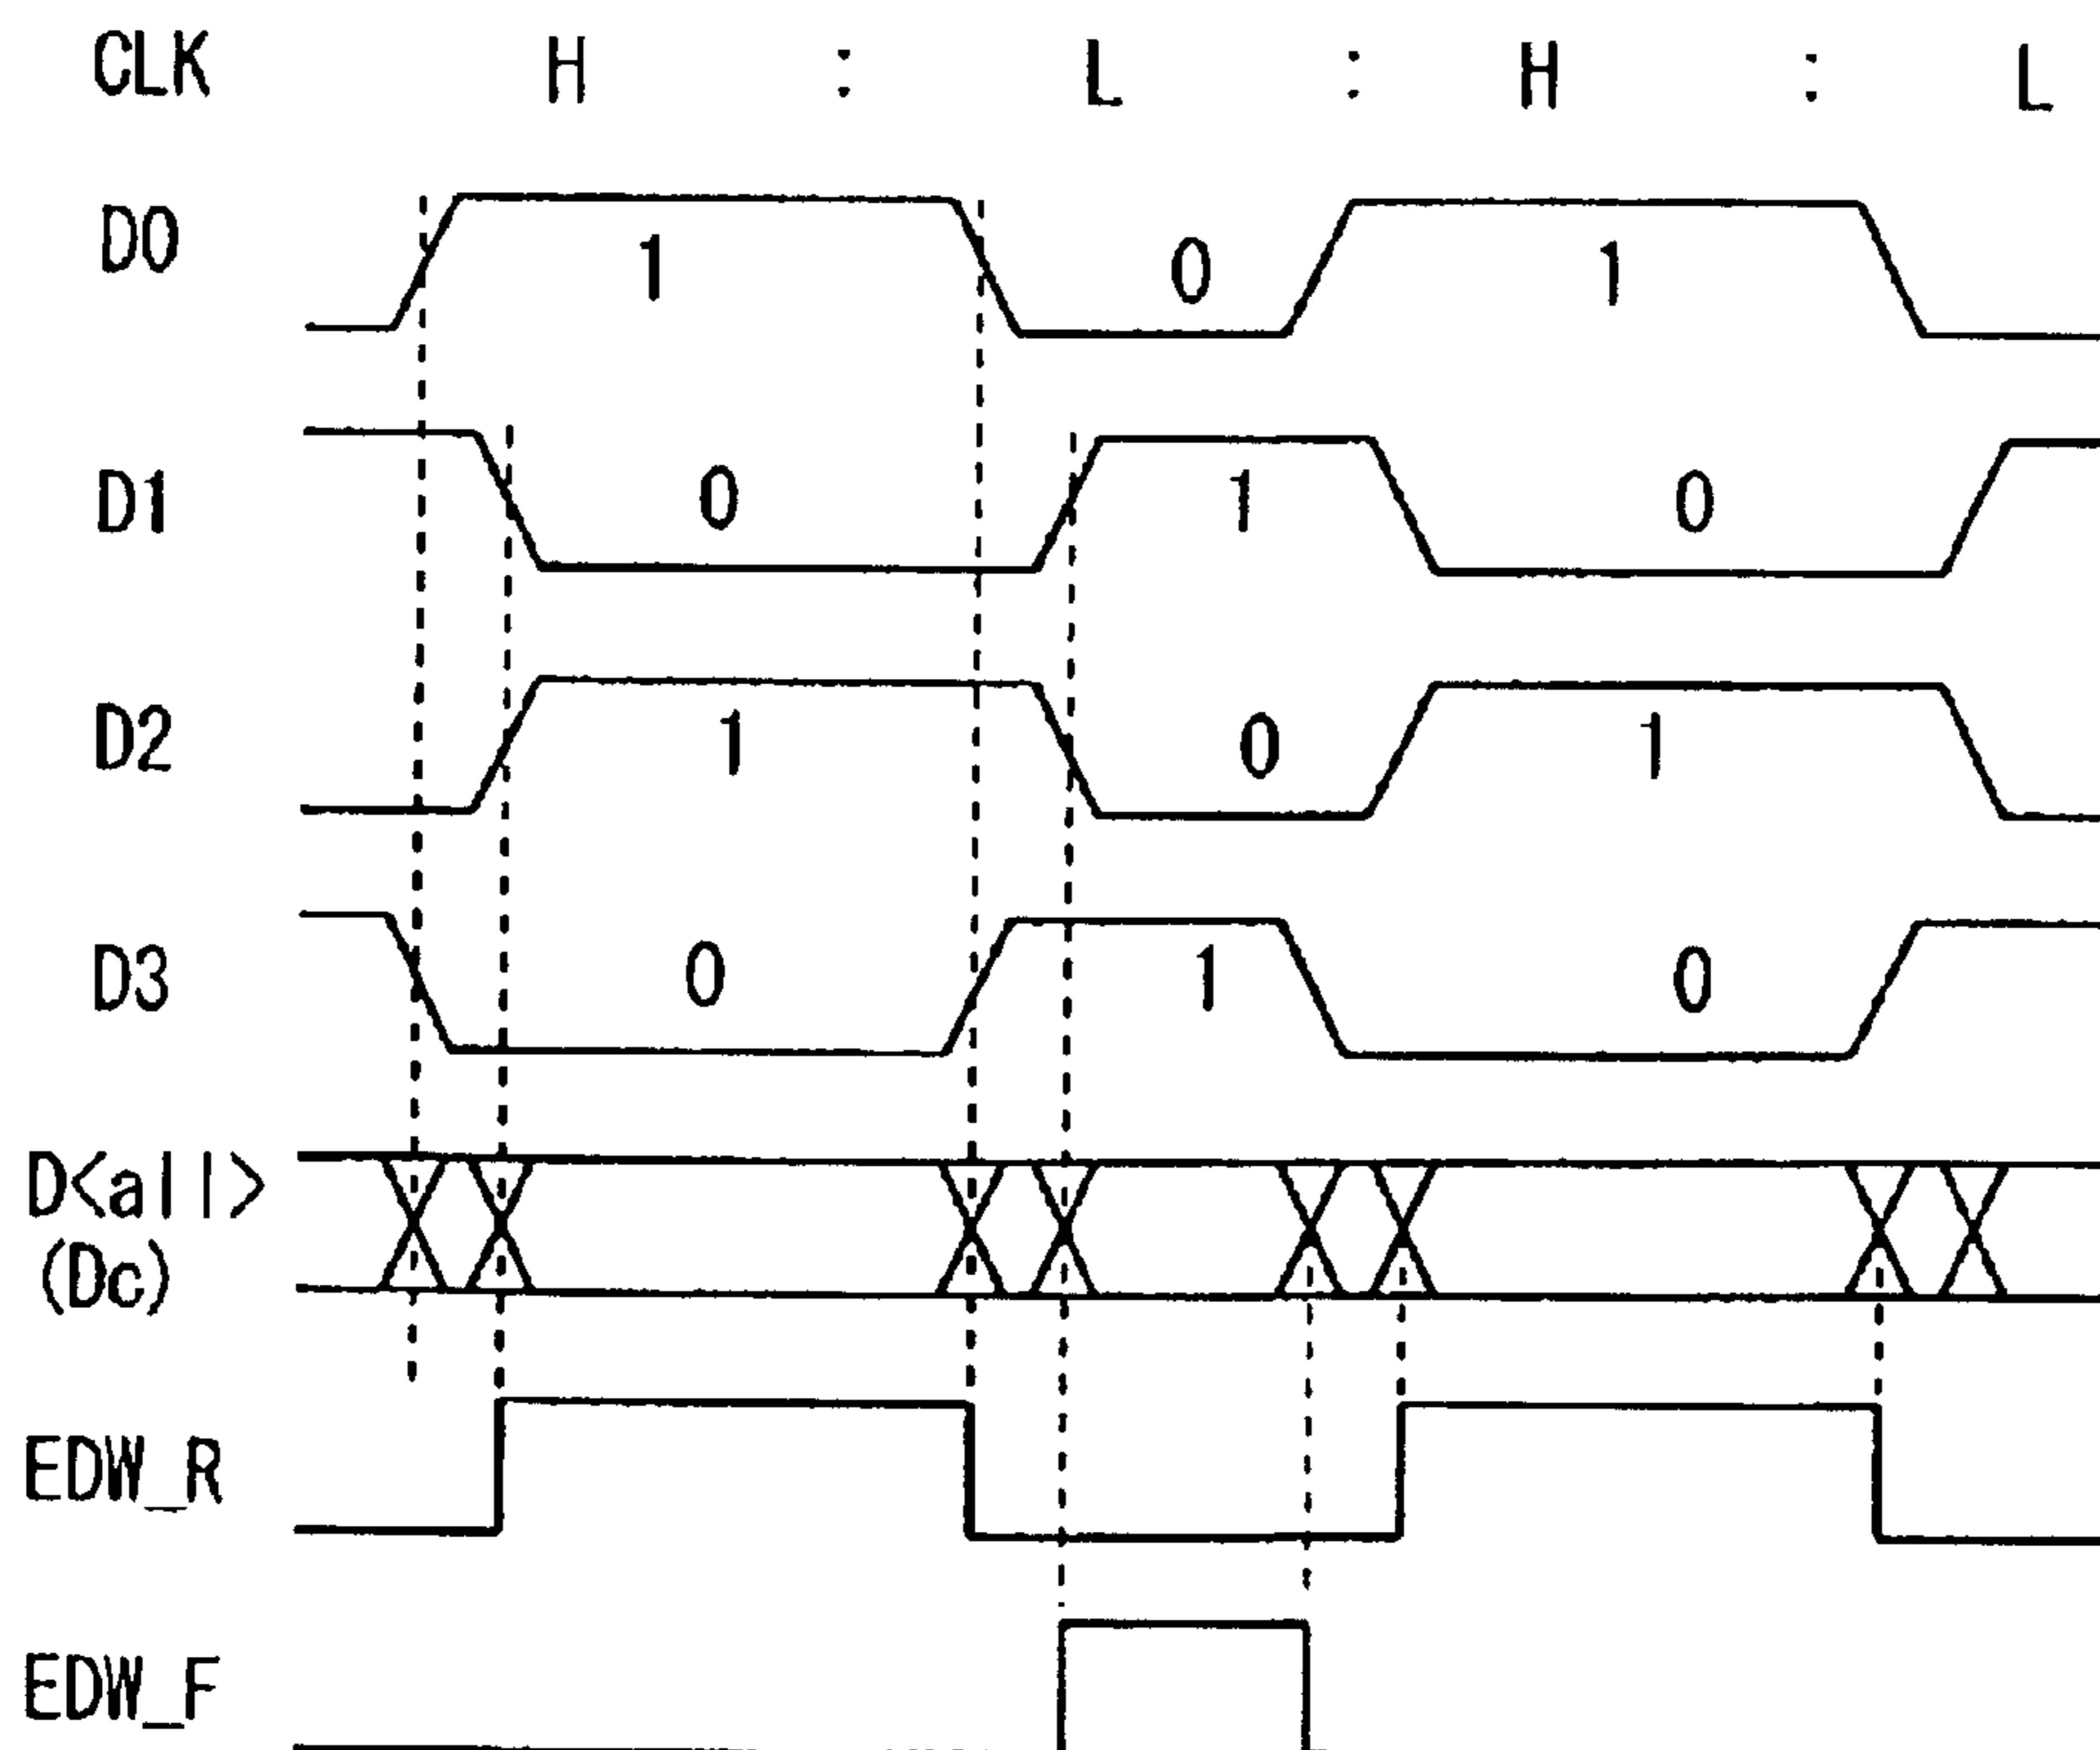 CLK H : L : H : L
D0 1 0 1
D1 0 1 0
D2 1 0 1
D3 0 1 0
D<all>
(Dc)
EDW_R
EDW_F